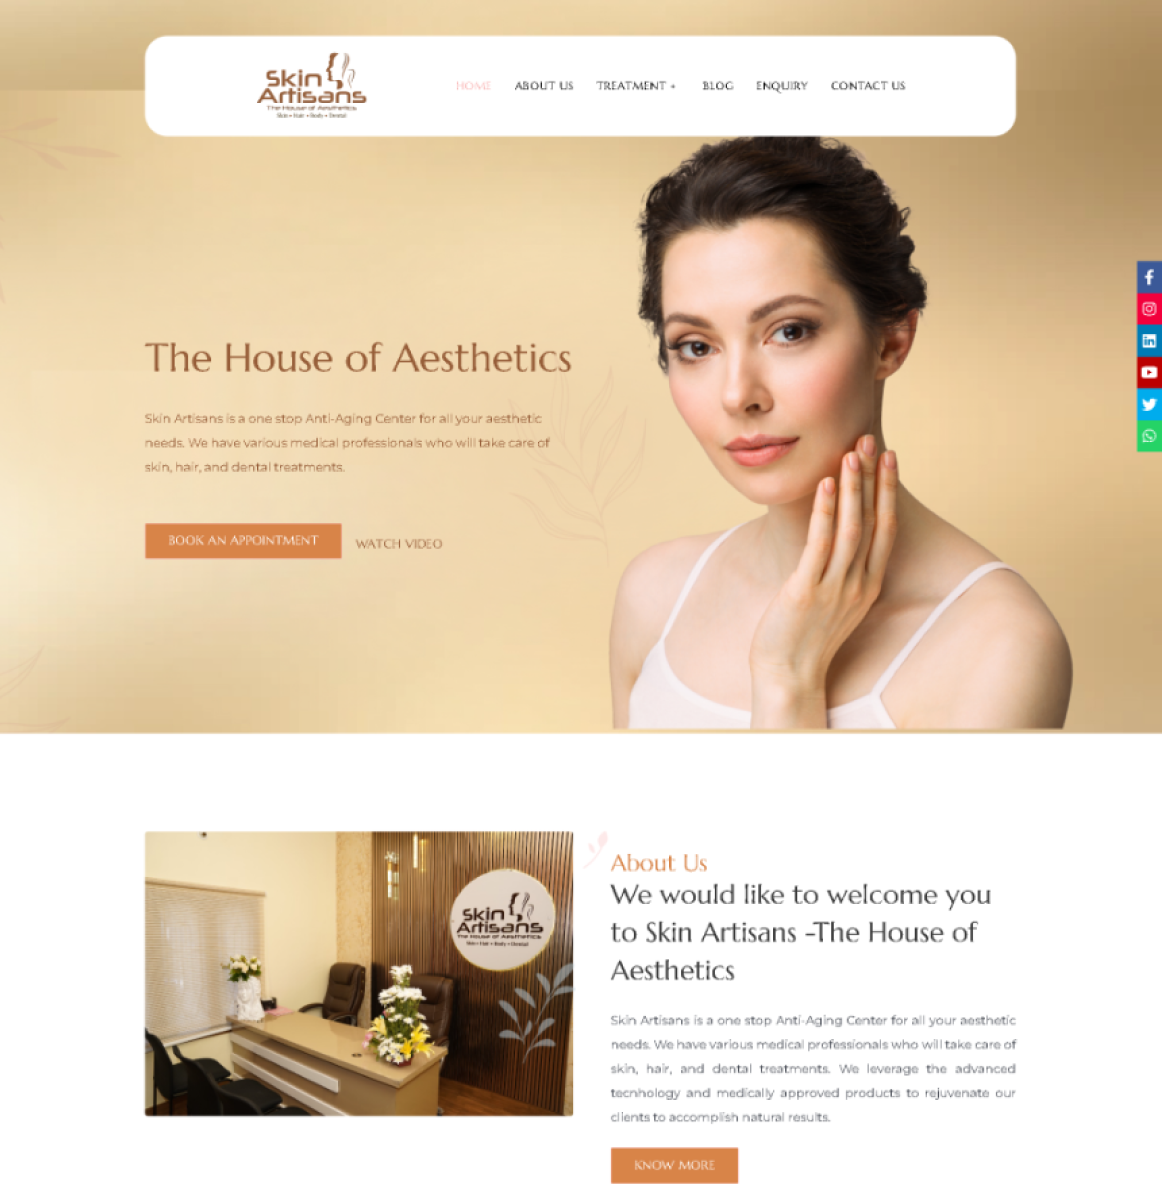 Skin
Artisans
The House of Aesthetics
Skin • Hair • Body • Dental
HOME ABOUT US TREATMENT + BLOG ENQUIRY CONTACT US
The House of Aesthetics
Skin Artisans is a one stop Anti-Aging Center for all your aesthetic
needs. We have various medical professionals who will take care of
skin, hair, and dental treatments.
BOOK AN APPOINTMENT WATCH VIDEO
Skin
Artisans
The House of Aesthetics
Skin • Hair • Body • Dental
About Us
We would like to welcome you
to Skin Artisans -The House of
Aesthetics
Skin Artisans is a one stop Anti-Aging Center for all your aesthetic
needs. We have various medical professionals who will take care of
skin, hair, and dental treatments. We leverage the advanced
tecnhology and medically approved products to rejuvenate our
clients to accomplish natural results.
KNOW MORE